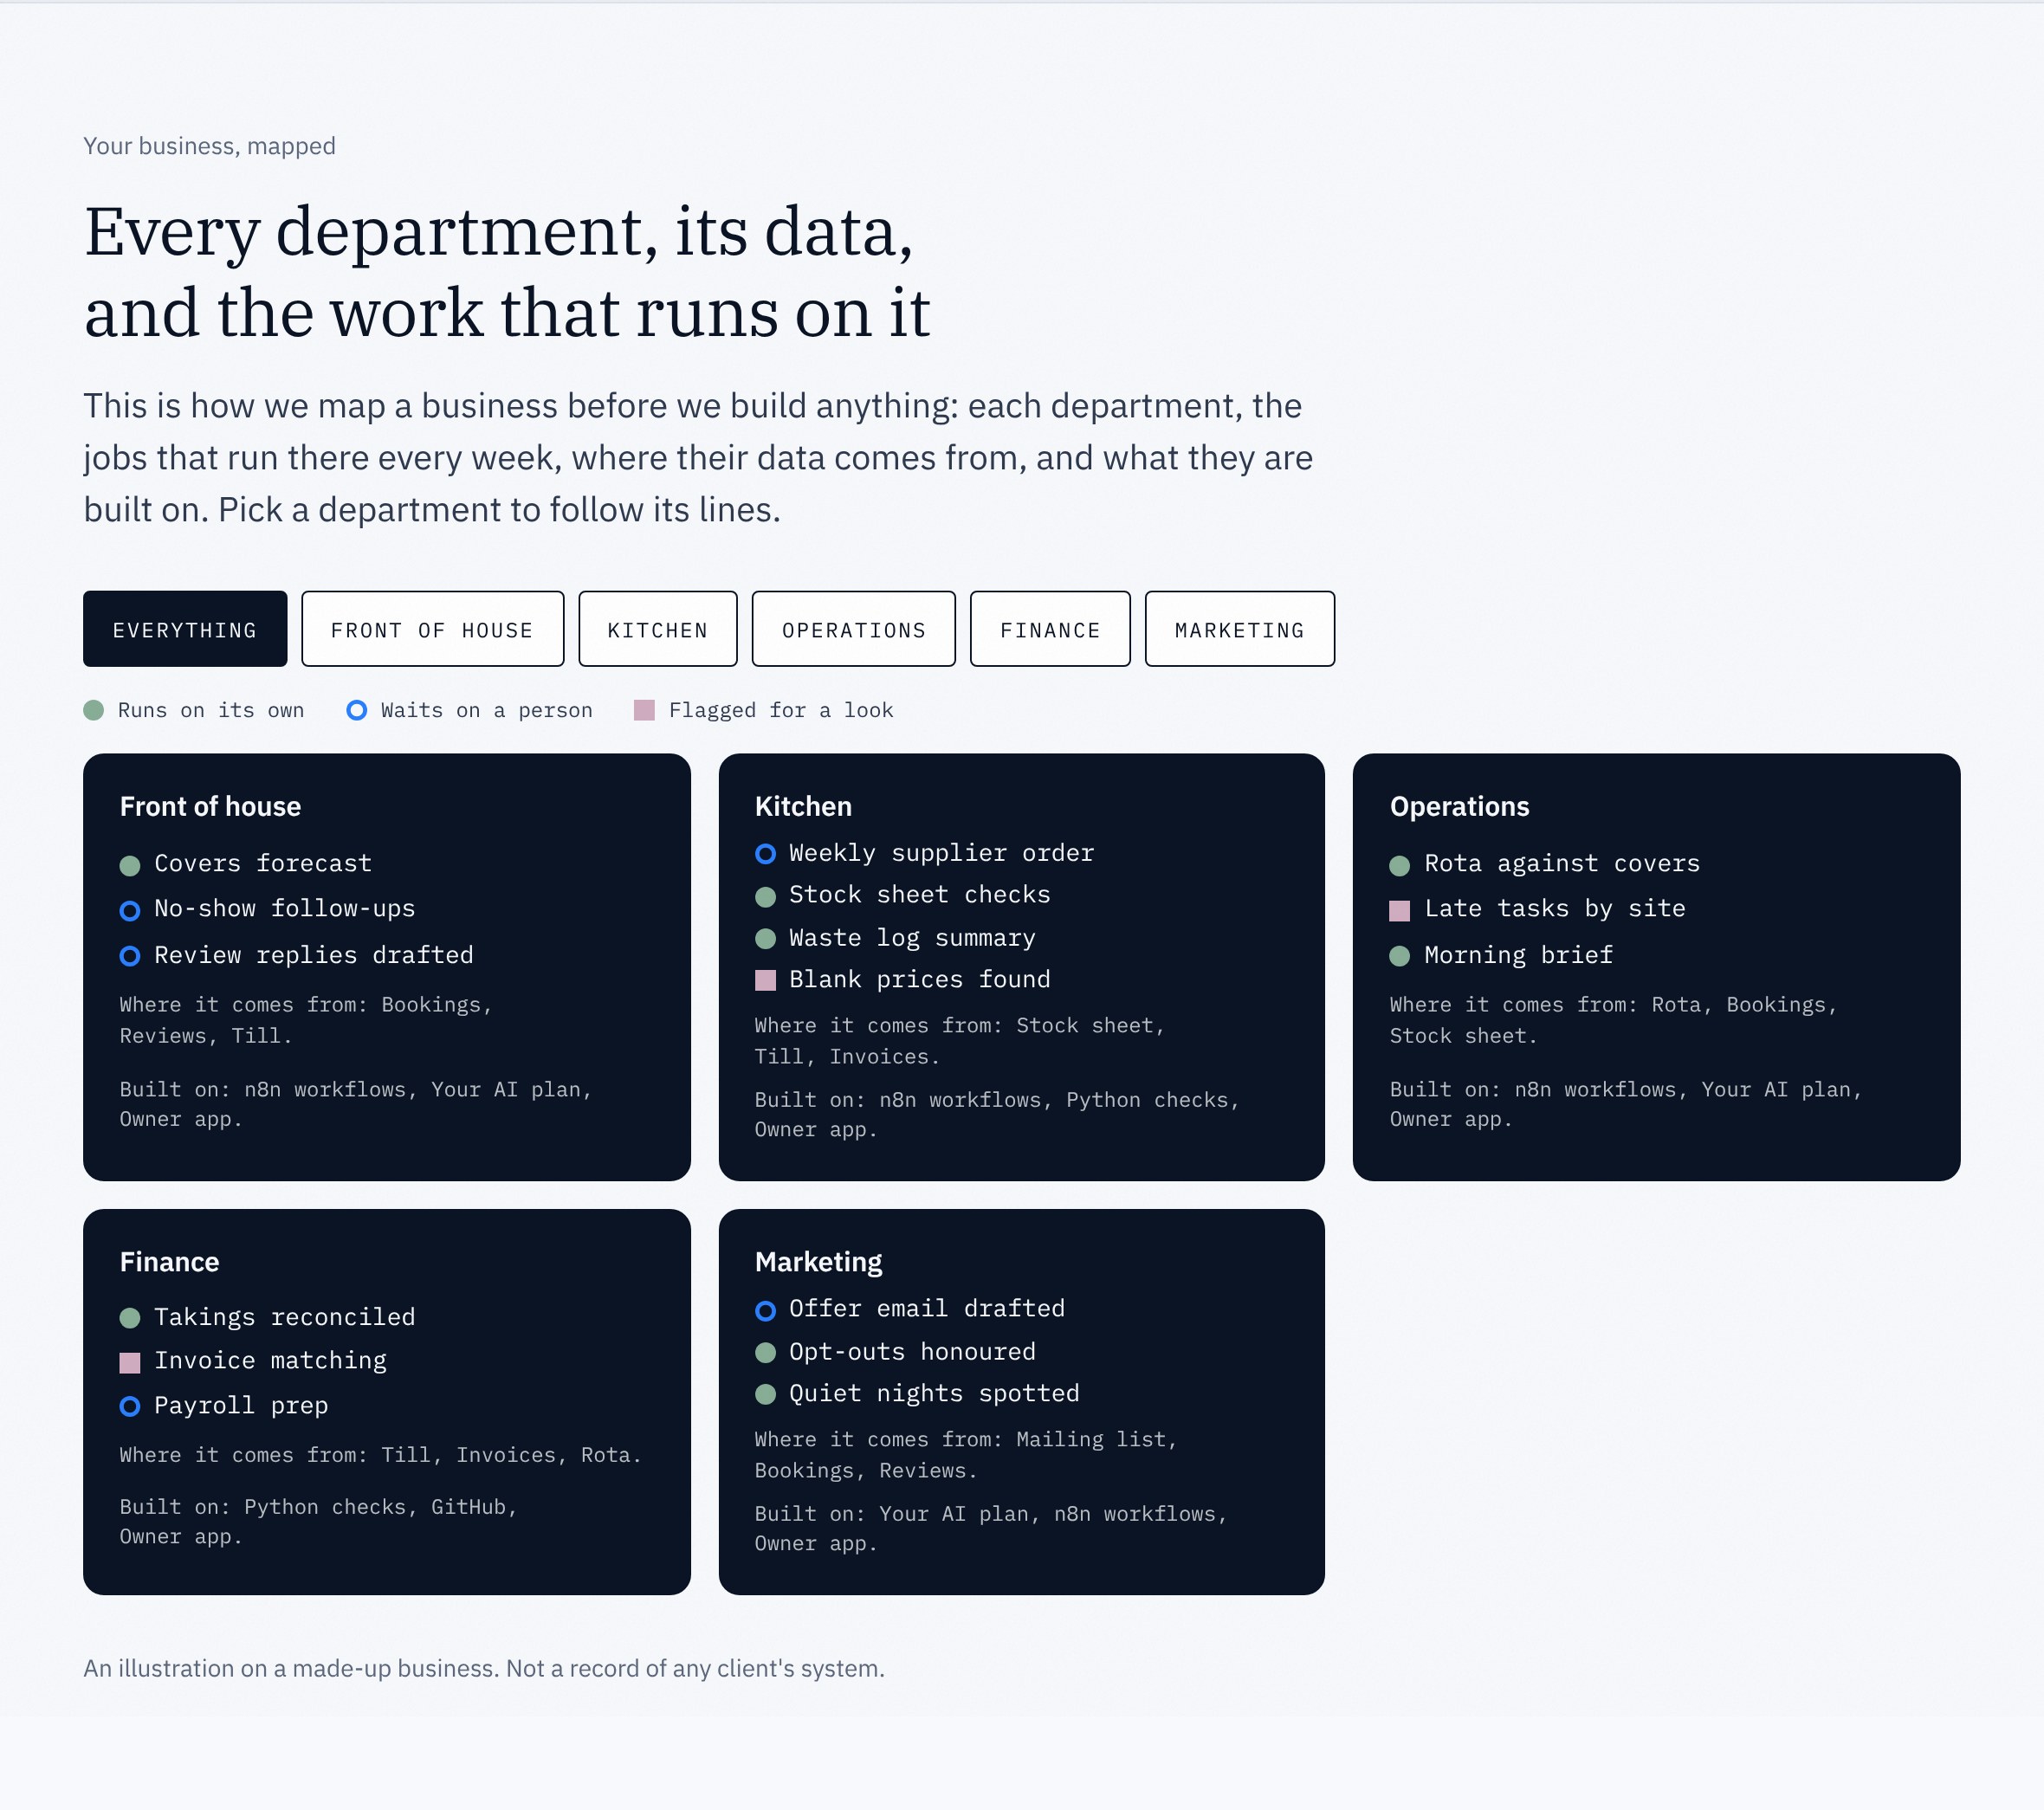 Your business, mapped
Every department, its data,
and the work that runs on it
This is how we map a business before we build anything: each department, the
jobs that run there every week, where their data comes from, and what they are
built on. Pick a department to follow its lines.
EVERYTHING
FRONT OF HOUSE
KITCHEN
OPERATIONS
FINANCE
MARKETING
Runs on its own
Waits on a person
Flagged for a look
Front of house
Covers forecast
No-show follow-ups
Review replies drafted
Where it comes from: Bookings,
Reviews, Till.
Built on: n8n workflows, Your AI plan,
Owner app.
Kitchen
Weekly supplier order
Stock sheet checks
Waste log summary
Blank prices found
Where it comes from: Stock sheet,
Till, Invoices.
Built on: n8n workflows, Python checks,
Owner app.
Operations
Rota against covers
Late tasks by site
Morning brief
Where it comes from: Rota, Bookings,
Stock sheet.
Built on: n8n workflows, Your AI plan,
Owner app.
Finance
Takings reconciled
Invoice matching
Payroll prep
Where it comes from: Till, Invoices, Rota.
Built on: Python checks, GitHub,
Owner app.
Marketing
Offer email drafted
Opt-outs honoured
Quiet nights spotted
Where it comes from: Mailing list,
Bookings, Reviews.
Built on: Your AI plan, n8n workflows,
Owner app.
An illustration on a made-up business. Not a record of any client's system.